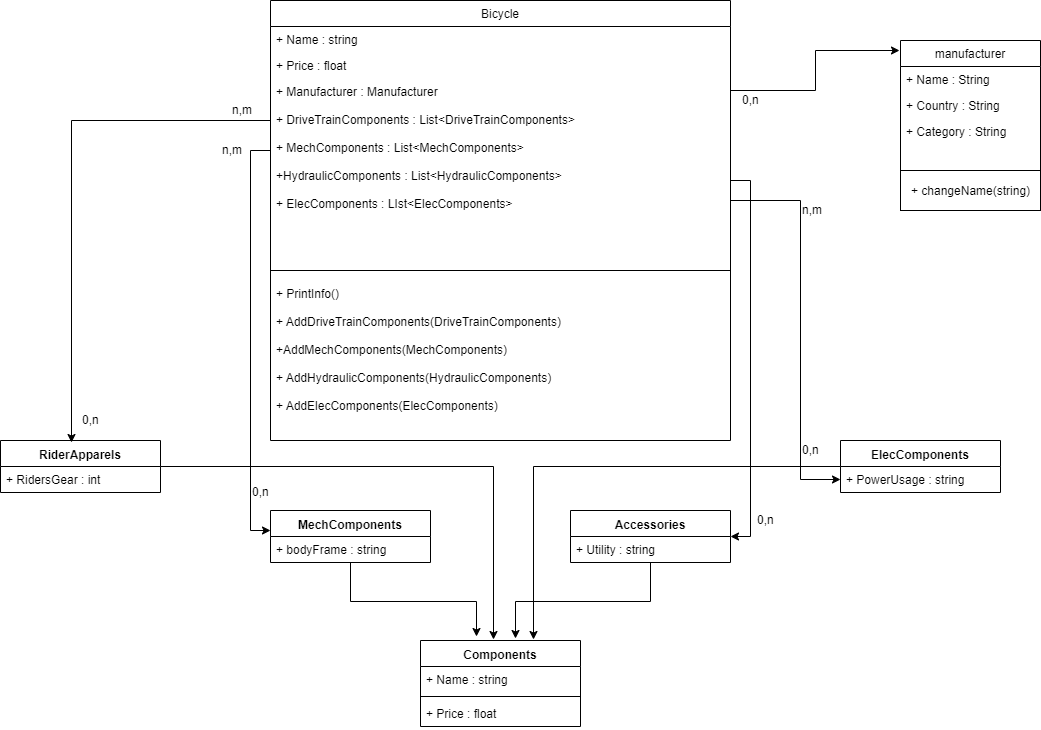 Bicycle
+ Name : string
+ Price : float
+ Manufacturer : Manufacturer
+ DriveTrainComponents : List<DriveTrainComponents>
+ MechComponents : List<MechComponents>
+HydraulicComponents : List<HydraulicComponents>
+ ElecComponents : LIst<ElecComponents>
+ PrintInfo()
+ AddDriveTrainComponents(DriveTrainComponents)
+AddMechComponents(MechComponents)
+ AddHydraulicComponents(HydraulicComponents)
+ AddElecComponents(ElecComponents)
manufacturer
+ Name : String
+ Country : String
+ Category : String
+ changeName(string)
0,n
n,m
n,m
n,m
0,n
0,n
0,n
0,n
RiderApparels
+ RidersGear : int
MechComponents
+ bodyFrame : string
Accessories
+ Utility : string
ElecComponents
+ PowerUsage : string
Components
+ Name : string
+ Price : float